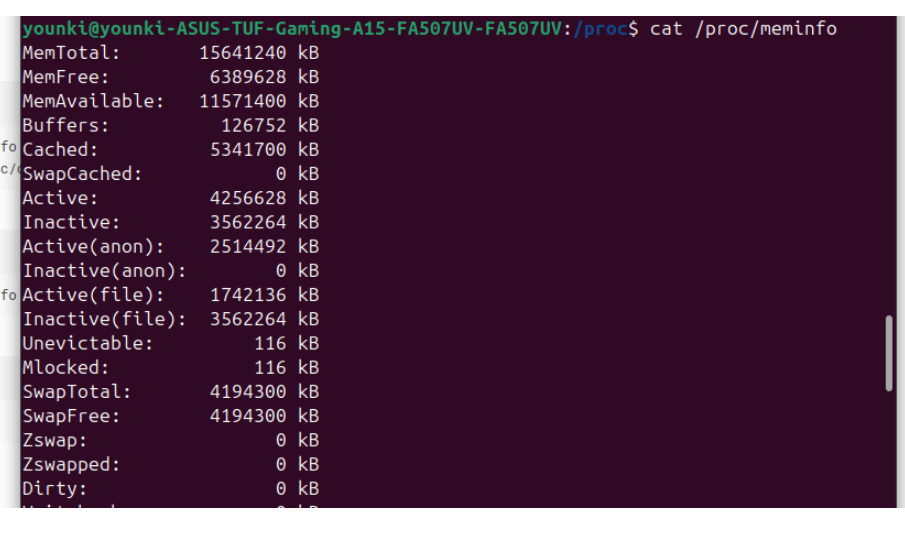 younki@younki-ASUS-TUF-Gaming-A15-FA507UV-FA507UV:/proc$ cat /proc/meminfo
MemTotal:       15641240 kB
MemFree:         6389628 kB
MemAvailable:   11571400 kB
Buffers:          126752 kB
fo
Cached:          5341700 kB
c/
SwapCached:            0 kB
Active:          4256628 kB
Inactive:        3562264 kB
Active(anon):    2514492 kB
Inactive(anon):        0 kB
fo
Active(file):    1742136 kB
Inactive(file):  3562264 kB
Unevictable:         116 kB
Mlocked:             116 kB
SwapTotal:       4194300 kB
SwapFree:        4194300 kB
Zswap:                 0 kB
Zswapped:              0 kB
Dirty:                 0 kB